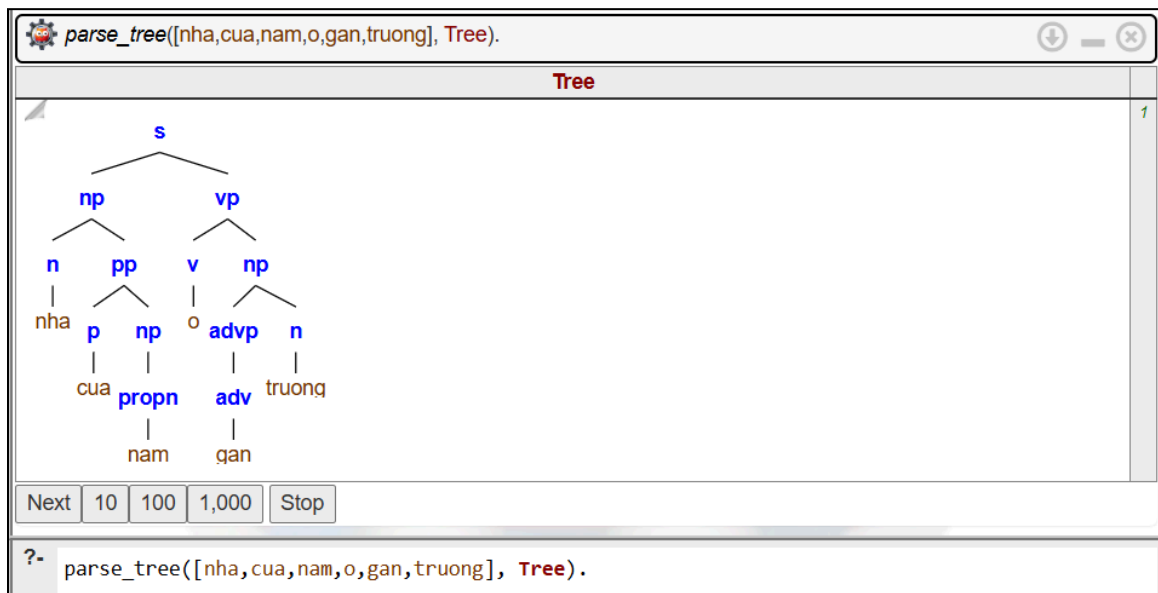 parse_tree([nha,cua,nam,o,gan,truong], Tree).
Tree
1
s
np vp
n pp v np
nha p np o advp n
cua propn adv truong
nam gan
Next 10 100 1,000 Stop
?- parse_tree([nha,cua,nam,o,gan,truong], Tree).